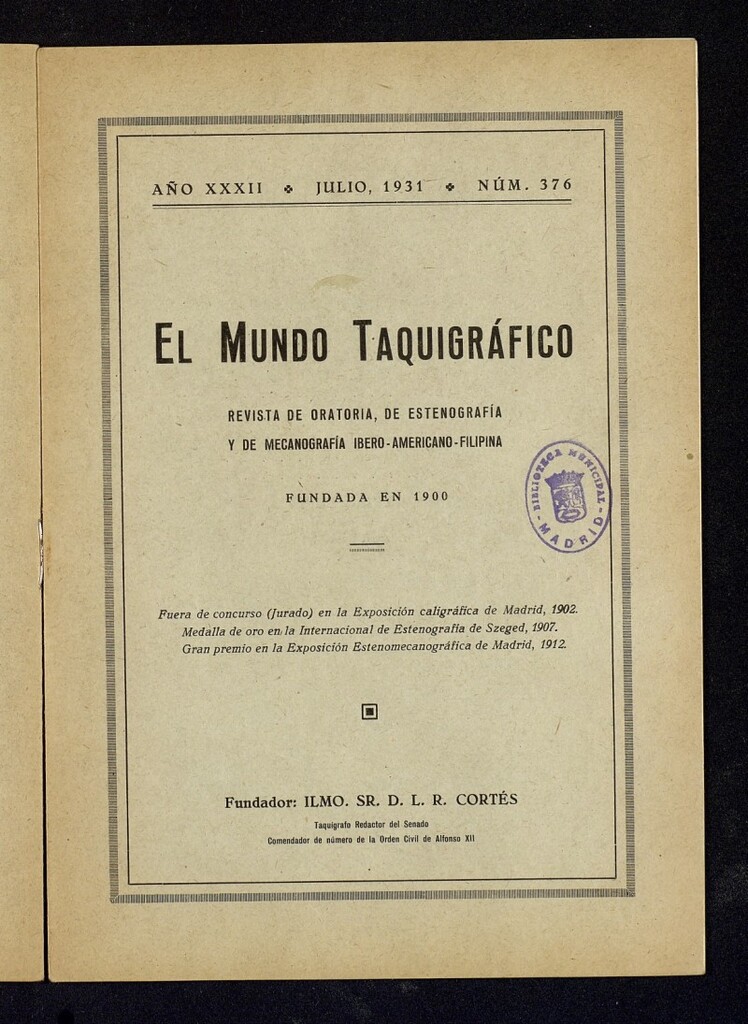 AÑO XXXII ❖ JULIO, 1931 ❖ NÚM. 376
EL MUNDO TAQUIGRÁFICO
REVISTA DE ORATORIA, DE ESTENOGRAFÍA
Y DE MECANOGRAFÍA IBERO-AMERICANO-FILIPINA
FUNDADA EN 1900
BIBLIOTECA MUNICIPAL
- MADRID -
Fuera de concurso (Jurado) en la Exposición caligráfica de Madrid, 1902.
Medalla de oro en la Internacional de Estenografía de Szeged, 1907.
Gran premio en la Exposición Estenomecanográfica de Madrid, 1912.
Fundador: ILMO. SR. D. L. R. CORTÉS
Taquígrafo Redactor del Senado
Comendador de número de la Orden Civil de Alfonso XII